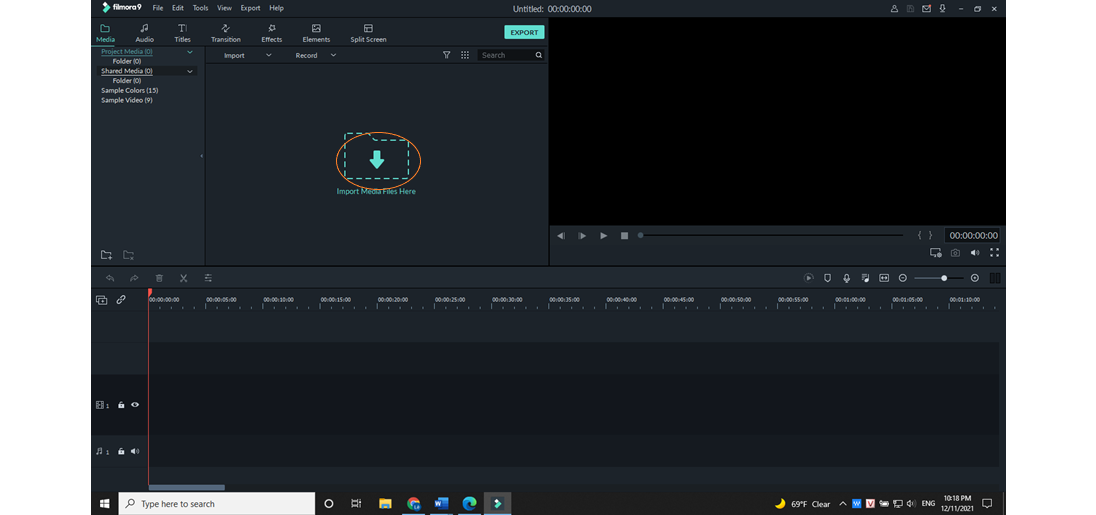 filmora9 File Edit Tools View Export Help Untitled: 00:00:00:00
Media Audio Titles Transition Effects Elements Split Screen EXPORT
Project Media (0)
Folder (0)
Shared Media (0)
Folder (0)
Sample Colors (15)
Sample Video (9)
Import Record Search
Import Media Files Here
00:00:00:00
00:00:00:00 00:00:05:00 00:00:10:00 00:00:15:00 00:00:20:00 00:00:25:00 00:00:30:00 00:00:35:00 00:00:40:00 00:00:45:00 00:00:50:00 00:00:55:00 00:01:00:00 00:01:05:00 00:01:10:00
1
1
Type here to search
69°F Clear ENG
10:18 PM
12/11/2021